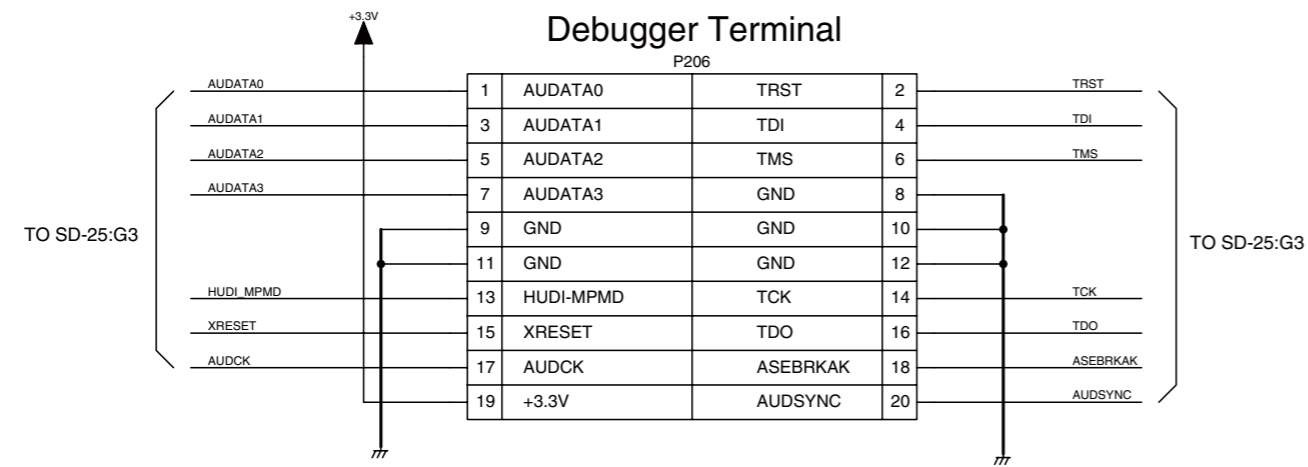 +3.3V
Debugger Terminal
P206
AUDATA0 1 AUDATA0 TRST 2 TRST
AUDATA1 3 AUDATA1 TDI 4 TDI
AUDATA2 5 AUDATA2 TMS 6 TMS
AUDATA3 7 AUDATA3 GND 8
TO SD-25:G3 9 GND GND 10 TO SD-25:G3
11 GND GND 12
HUDI_MPMD 13 HUDI-MPMD TCK 14 TCK
XRESET 15 XRESET TDO 16 TDO
AUDCK 17 AUDCK ASEBRKAK 18 ASEBRKAK
19 +3.3V AUDSYNC 20 AUDSYNC